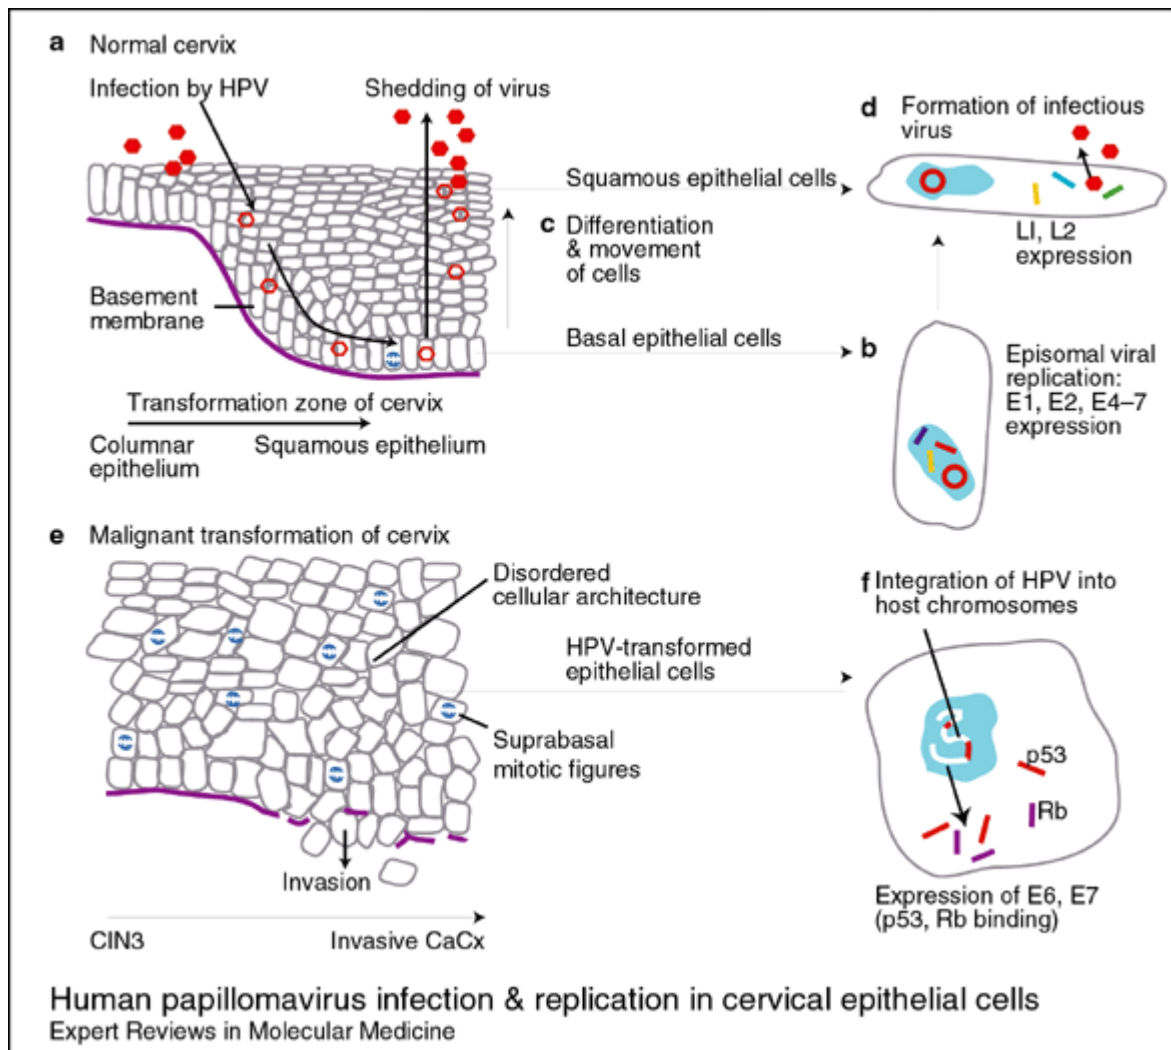 a Normal cervix
Infection by HPV
Shedding of virus
Basement
membrane
Transformation zone of cervix
Columnar
epithelium
Squamous epithelium
Squamous epithelial cells
c Differentiation
& movement
of cells
Basal epithelial cells
d Formation of infectious
virus
LI, L2
expression
b Episomal viral
replication:
E1, E2, E4–7
expression
e Malignant transformation of cervix
Disordered
cellular architecture
HPV-transformed
epithelial cells
Suprabasal
mitotic figures
Invasion
CIN3
Invasive CaCx
f Integration of HPV into
host chromosomes
p53
Rb
Expression of E6, E7
(p53, Rb binding)
Human papillomavirus infection & replication in cervical epithelial cells
Expert Reviews in Molecular Medicine